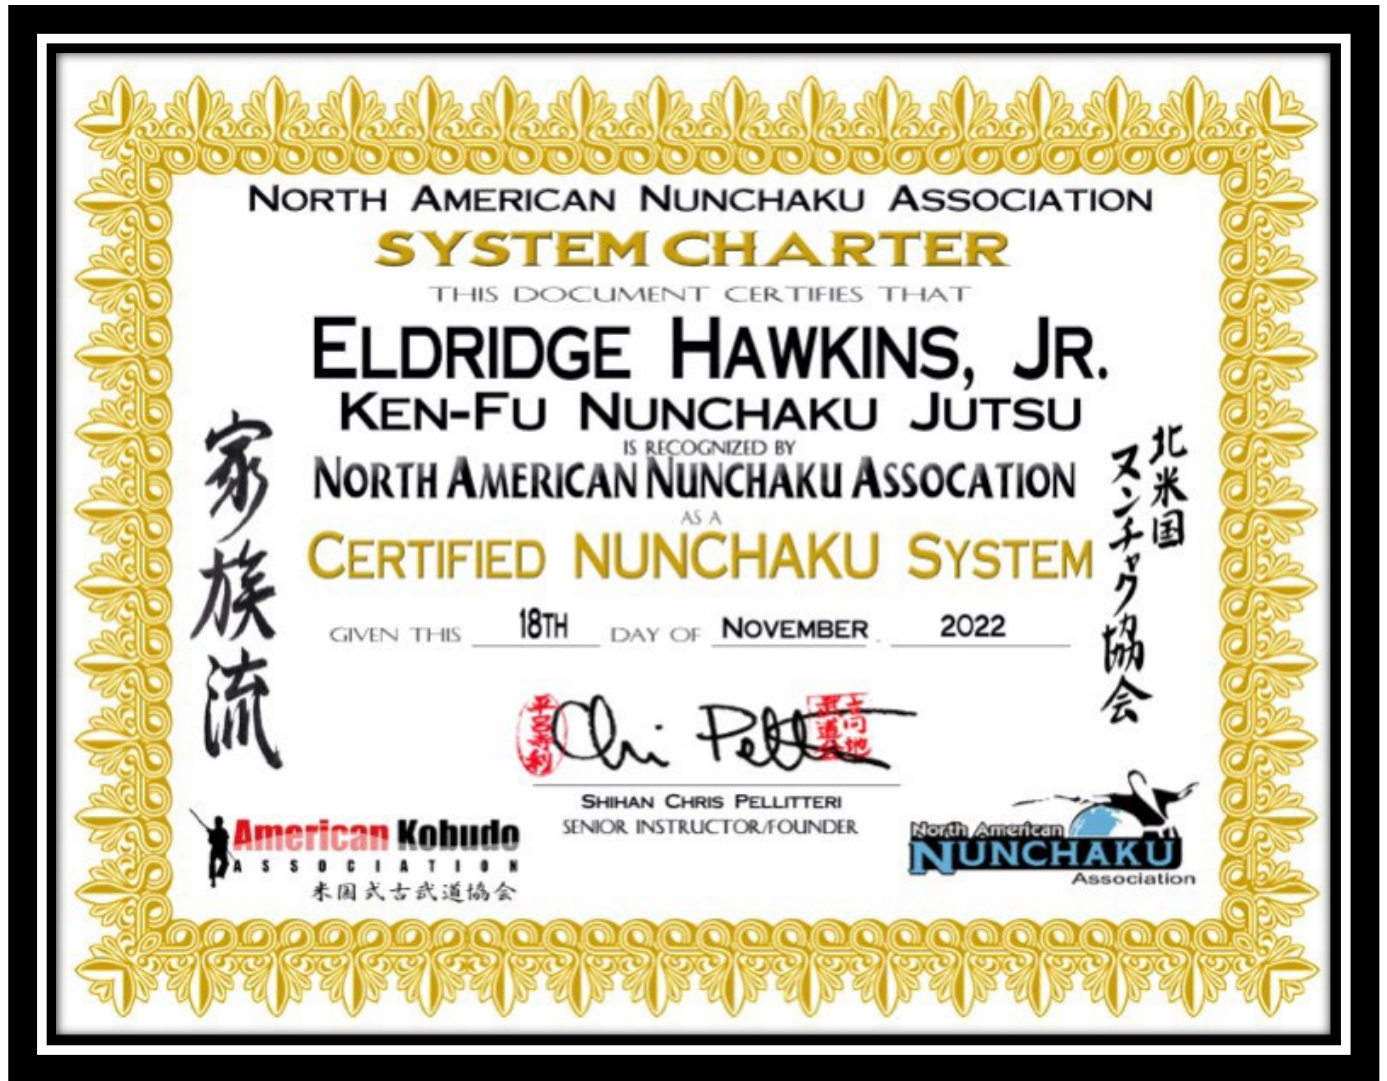 NORTH AMERICAN NUNCHAKU ASSOCIATION
SYSTEM CHARTER
THIS DOCUMENT CERTIFIES THAT
ELDRIDGE HAWKINS, JR.
KEN-FU NUNCHAKU JUTSU
IS RECOGNIZED BY
NORTH AMERICAN NUNCHAKU ASSOCATION
AS A
CERTIFIED NUNCHAKU SYSTEM
GIVEN THIS 18TH DAY OF NOVEMBER . 2022
家族流
北米国
ヌンチャク協会
Chris Pellitteri
SHIHAN CHRIS PELLITTERI
SENIOR INSTRUCTOR/FOUNDER
American Kobudo
ASSOCIATION
米国式古武道協会
North American
NUNCHAKU
Association